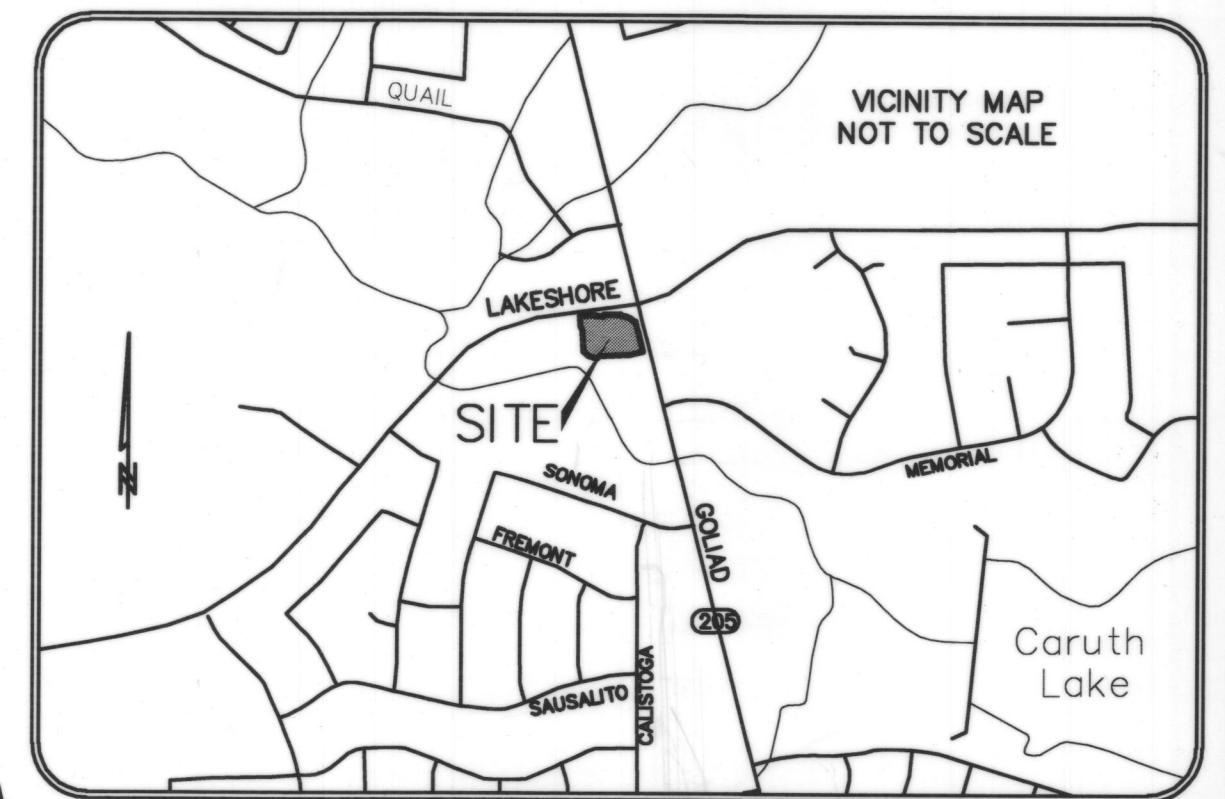 QUAIL
VICINITY MAP
NOT TO SCALE
LAKESHORE
SITE
N
SONOMA
MEMORIAL
FREMONT
GOLIAD
205
Caruth
Lake
SAUSALITO
CALISTOGA